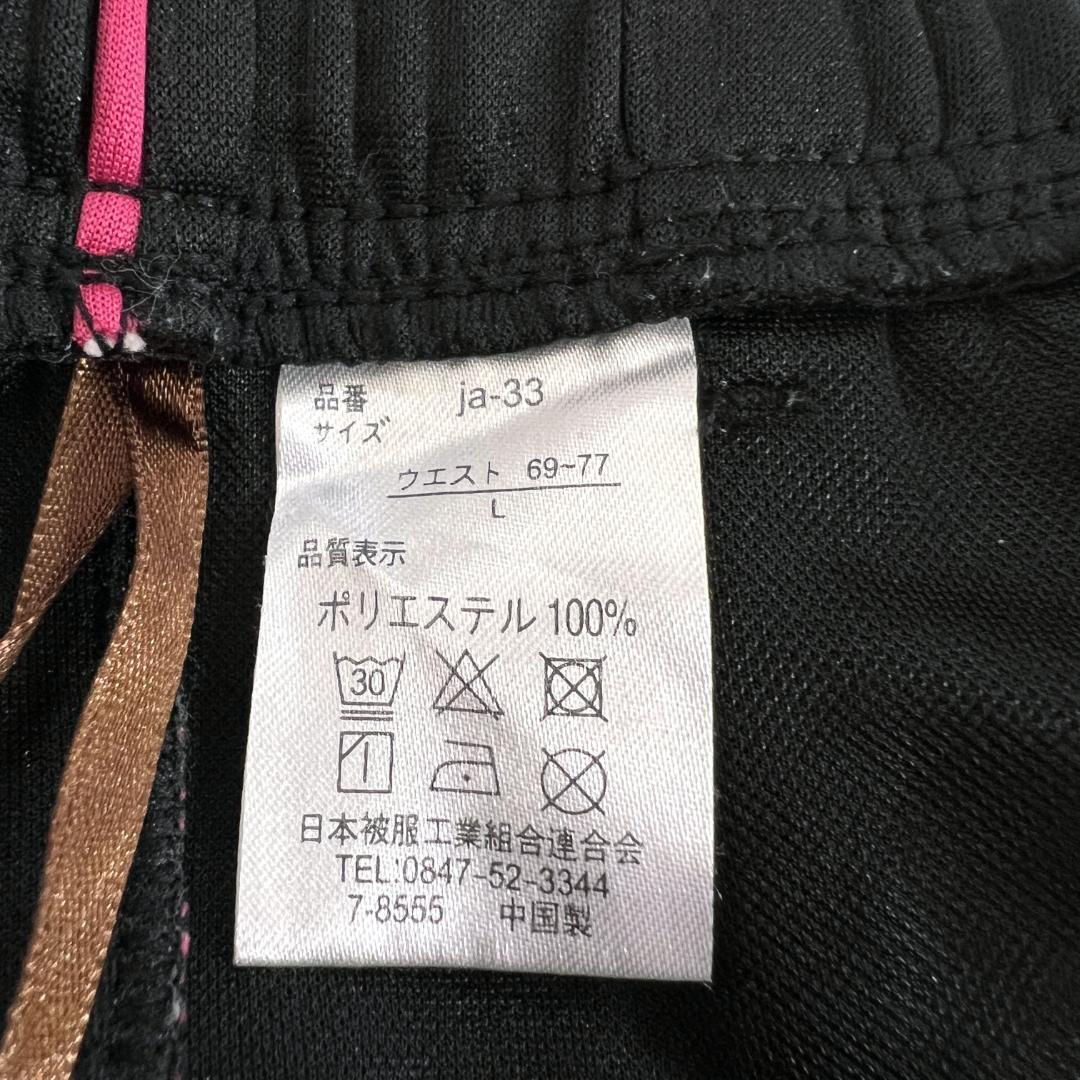 品番 ja-33
サイズ
ウエスト 69~77
L
品質表示
ポリエステル 100%
30
日本被服工業組合連合会
TEL:0847-52-3344
7-8555 中国製